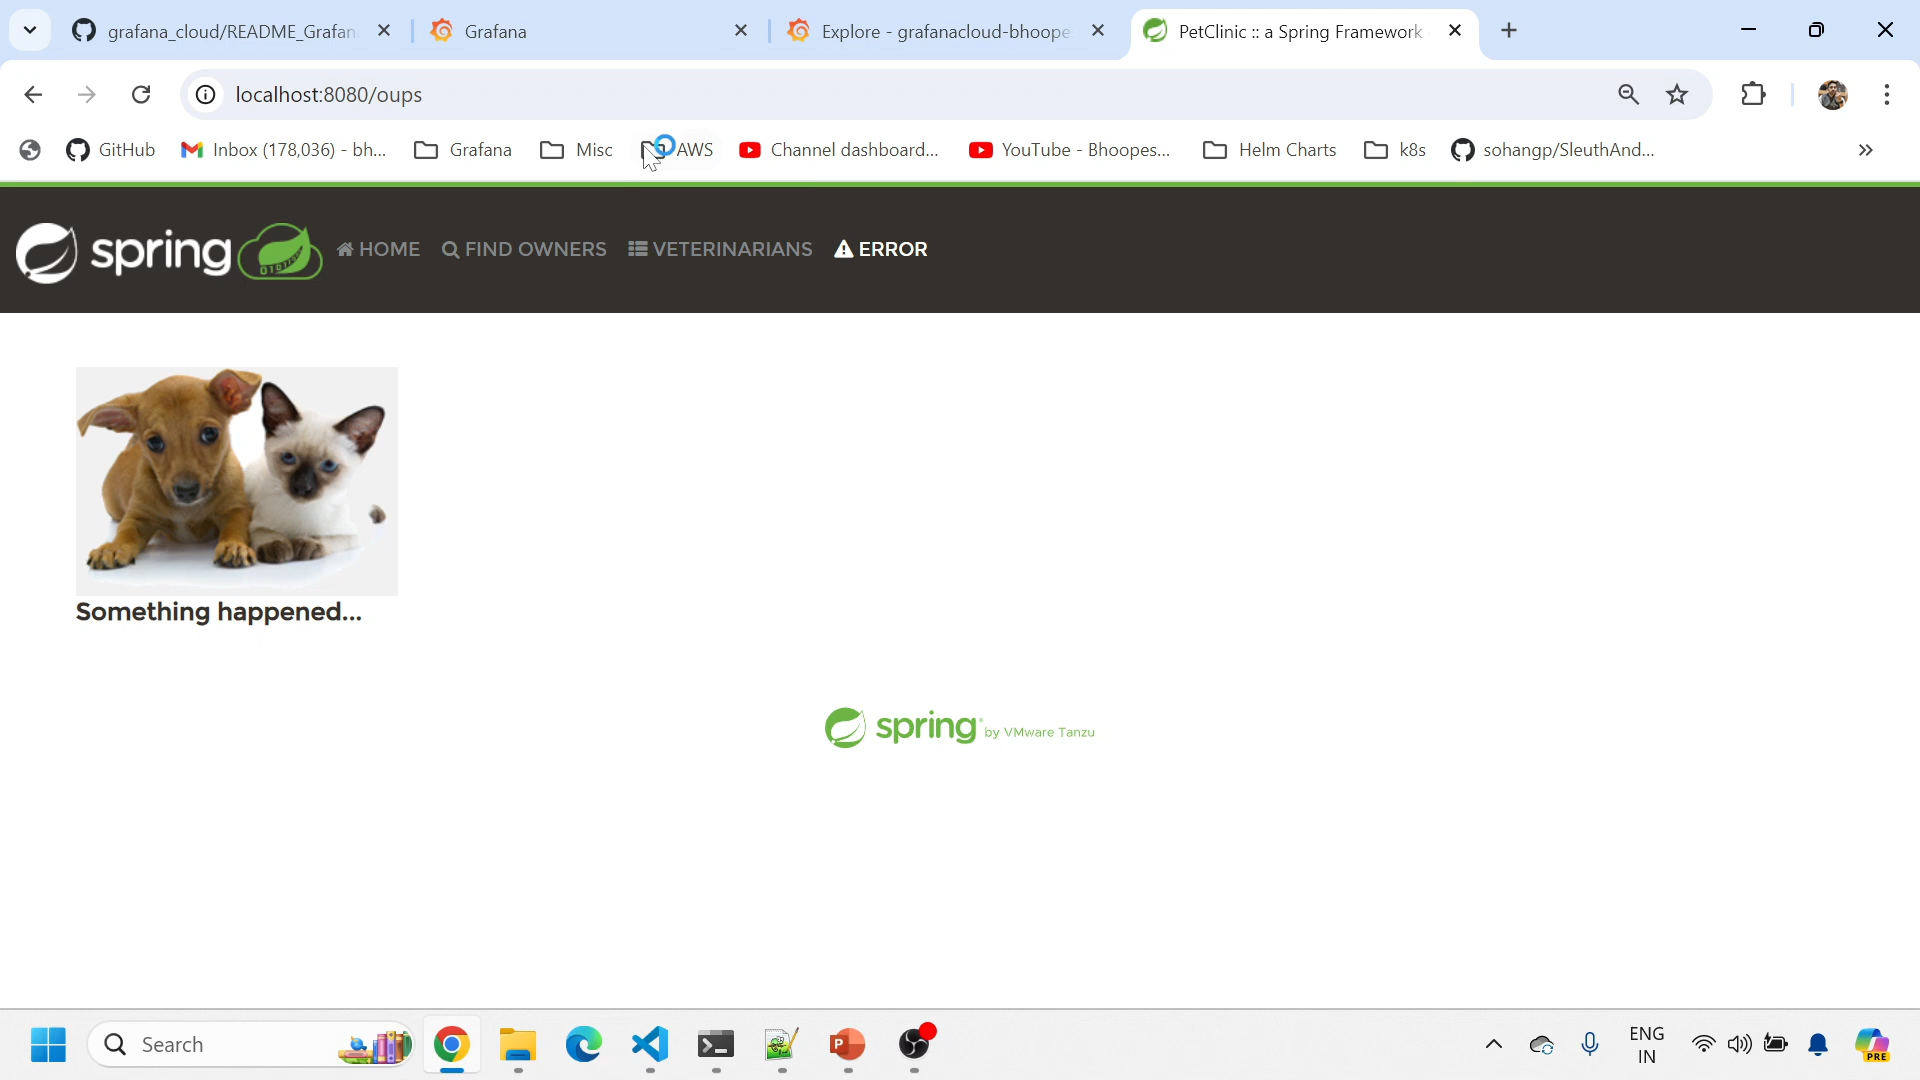 grafana_cloud/README_Grafan
Grafana
Explore - grafanacloud-bhoope
PetClinic :: a Spring Framework
localhost:8080/oups
GitHub
Inbox (178,036) - bh...
Grafana
Misc
AWS
Channel dashboard...
YouTube - Bhoopes...
Helm Charts
k8s
sohangp/SleuthAnd...
spring
HOME
FIND OWNERS
VETERINARIANS
ERROR
Something happened...
spring by VMware Tanzu
Search
ENG
IN
PRE